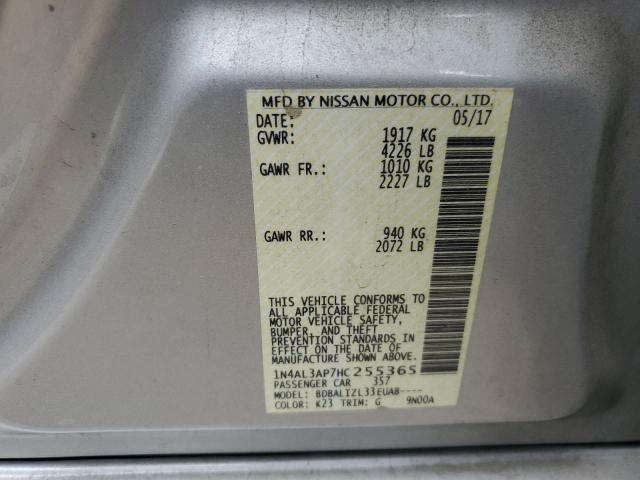 MFD BY NISSAN MOTOR CO., LTD.
DATE: 05/17
GVWR: 1917 KG
4226 LB
GAWR FR.: 1010 KG
2227 LB
GAWR RR.: 940 KG
2072 LB
THIS VEHICLE CONFORMS TO
ALL APPLICABLE FEDERAL
MOTOR VEHICLE SAFETY,
BUMPER, AND THEFT
PREVENTION STANDARDS IN
EFFECT ON THE DATE OF
MANUFACTURE SHOWN ABOVE.
1N4AL3AP7HC255365
PASSENGER CAR 357
MODEL: BDBALIZL33EUAB----
COLOR: K23 TRIM: G 9N00A